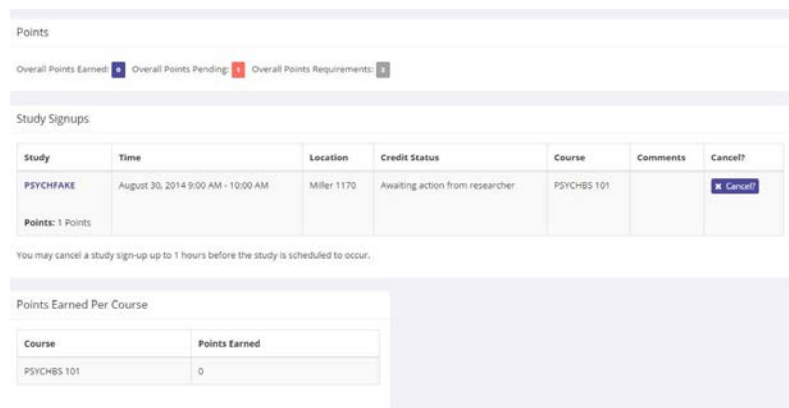 Points
Overall Points Earned: 0 Overall Points Pending: 1 Overall Points Requirements:
Study Signups
Study Time Location Credit Status Course Comments Cancel?
PSYCHFAKE August 30, 2014 9:00 AM - 10:00 AM Miller 1170 Awaiting action from researcher PSYCHBS 101 ✖ Cancel?
Points: 1 Points
You may cancel a study sign-up up to 1 hours before the study is scheduled to occur.
Points Earned Per Course
Course Points Earned
PSYCHBS 101 0